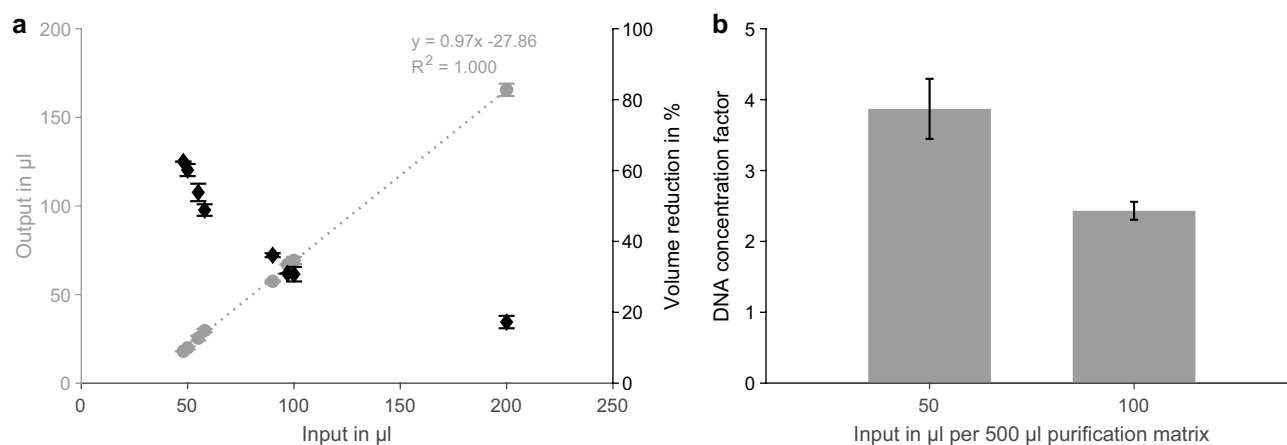 a
200
150
100
50
0
Output in µl
y = 0.97x -27.86
R2 = 1.000
100
80
60
40
20
0
Volume reduction in %
0 50 100 150 200 250
Input in µl
b
5
4
3
2
1
0
DNA concentration factor
50 100
Input in µl per 500 µl purification matrix